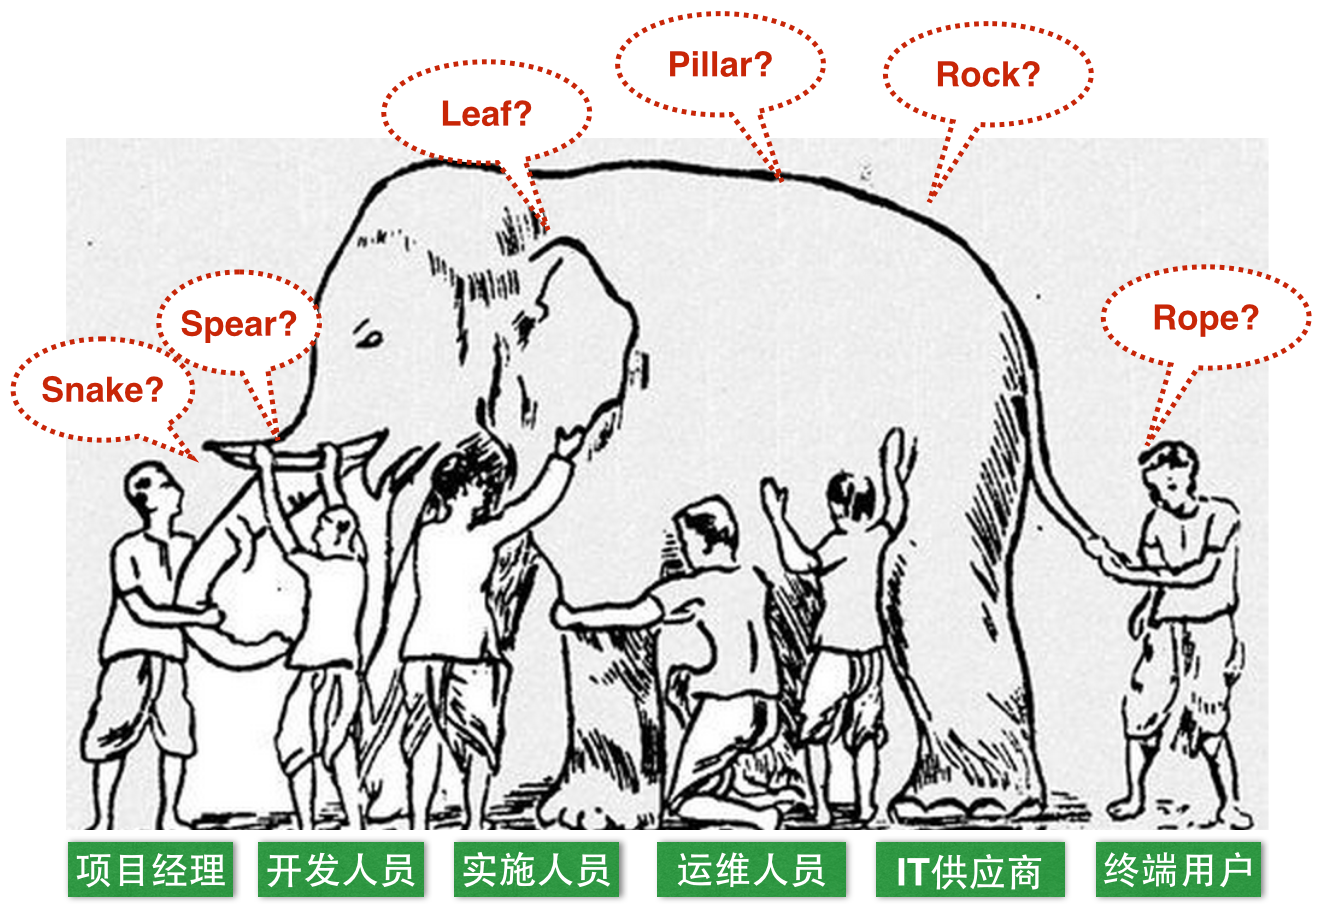 Pillar?
Rock?
Leaf?
Spear?
Rope?
Snake?
项目经理
开发人员
实施人员
运维人员
IT供应商
终端用户